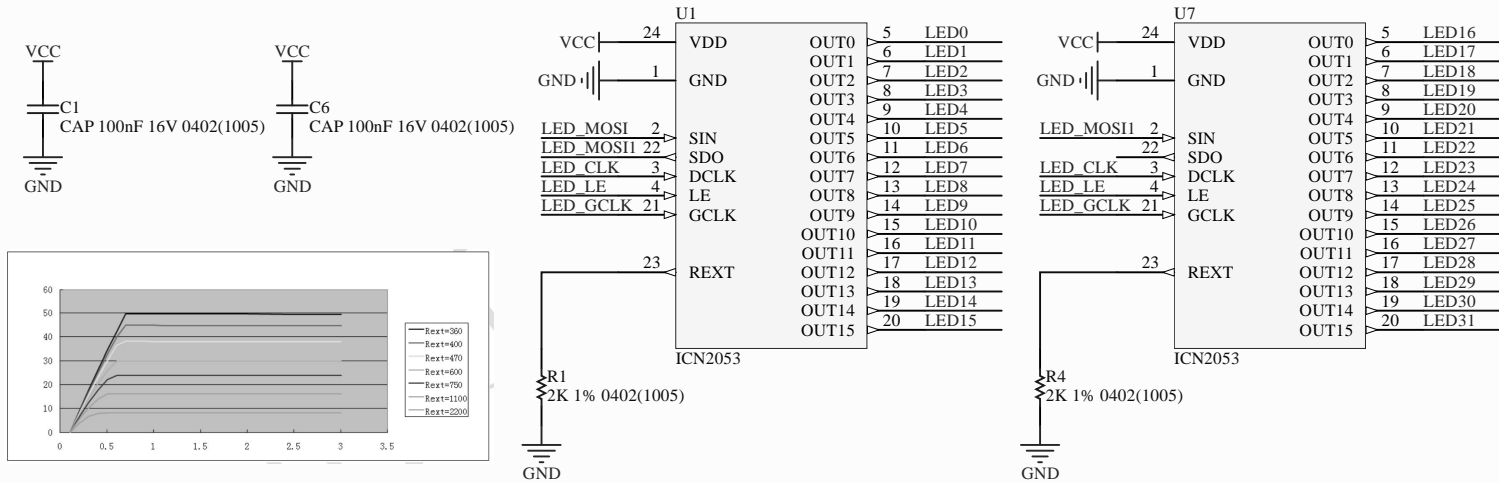 VCC
C1
CAP 100nF 16V 0402(1005)
GND
VCC
C6
CAP 100nF 16V 0402(1005)
GND
60
50
40
30
20
10
0
0 0.5 1 1.5 2 2.5 3 3.5
Rext=360
Rext=400
Rext=470
Rext=600
Rext=750
Rext=1100
Rext=2200
U1
VCC 24 VDD
GND 1 GND
LED_MOSI 2 SIN
LED_MOSI1 22 SDO
LED_CLK 3 DCLK
LED_LE 4 LE
LED_GCLK 21 GCLK
23 REXT
OUT0 5 LED0
OUT1 6 LED1
OUT2 7 LED2
OUT3 8 LED3
OUT4 9 LED4
OUT5 10 LED5
OUT6 11 LED6
OUT7 12 LED7
OUT8 13 LED8
OUT9 14 LED9
OUT10 15 LED10
OUT11 16 LED11
OUT12 17 LED12
OUT13 18 LED13
OUT14 19 LED14
OUT15 20 LED15
ICN2053
R1
2K 1% 0402(1005)
GND
U7
VCC 24 VDD
GND 1 GND
LED_MOSI1 2 SIN
22 SDO
LED_CLK 3 DCLK
LED_LE 4 LE
LED_GCLK 21 GCLK
23 REXT
OUT0 5 LED16
OUT1 6 LED17
OUT2 7 LED18
OUT3 8 LED19
OUT4 9 LED20
OUT5 10 LED21
OUT6 11 LED22
OUT7 12 LED23
OUT8 13 LED24
OUT9 14 LED25
OUT10 15 LED26
OUT11 16 LED27
OUT12 17 LED28
OUT13 18 LED29
OUT14 19 LED30
OUT15 20 LED31
ICN2053
R4
2K 1% 0402(1005)
GND